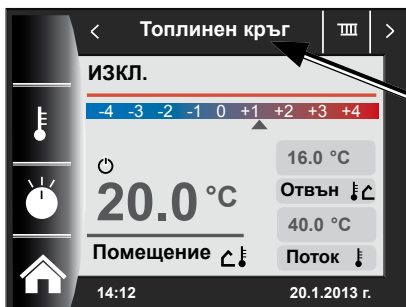 < Топлинен кръг >
ИЗКЛ.
-4 -3 -2 -1 0 +1 +2 +3 +4
16.0 °C
20.0 °C
Отвън
40.0 °C
Помещение
Поток
14:12 20.1.2013 г.